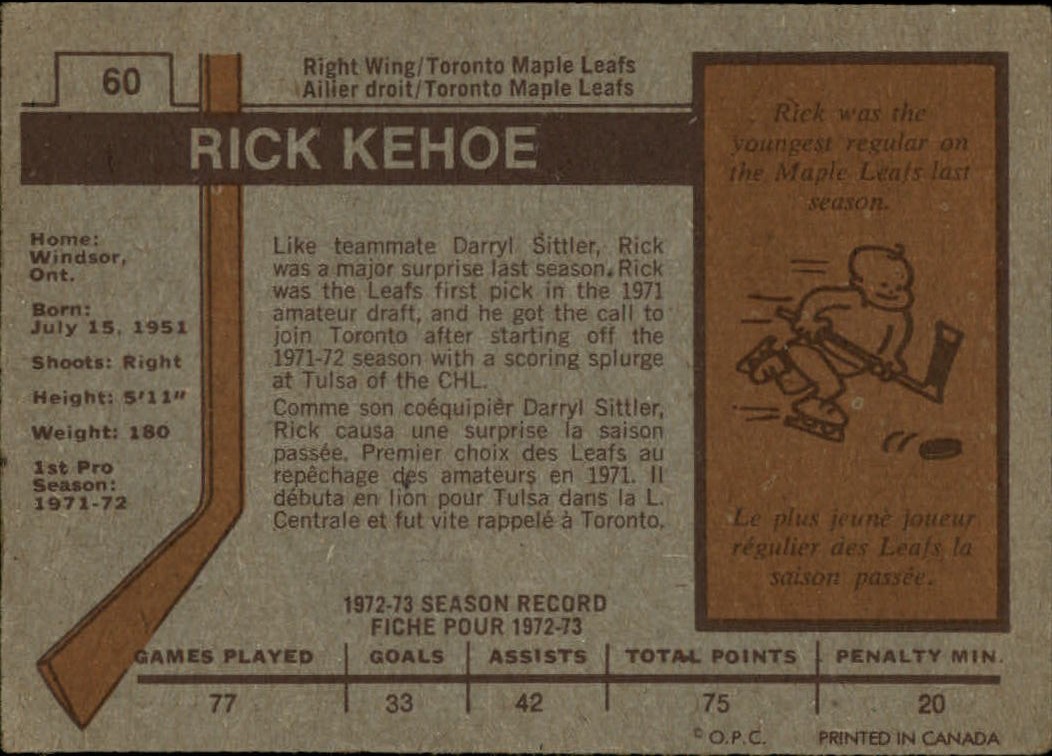 60
Right Wing/Toronto Maple Leafs
Ailier droit/Toronto Maple Leafs
RICK KEHOE
Home:
Windsor,
Ont.
Born:
July 15, 1951
Shoots: Right
Height: 5'11"
Weight: 180
1st Pro
Season:
1971-72
Like teammate Darryl Sittler, Rick
was a major surprise last season. Rick
was the Leafs first pick in the 1971
amateur draft, and he got the call to
join Toronto after starting off the
1971-72 season with a scoring splurge
at Tulsa of the CHL.
Comme son coéquipièr Darryl Sittler,
Rick causa une surprise la saison
passée. Premier choix des Leafs au
repêchage des amateurs en 1971. Il
débuta en lion pour Tulsa dans la L.
Centrale et fut vite rappelé à Toronto.
Rick was the
youngest regular on
the Maple Leafs last
season.
Le plus jeune joueur
régulier des Leafs la
saison passée.
1972-73 SEASON RECORD
FICHE POUR 1972-73
GAMES PLAYED GOALS ASSISTS TOTAL POINTS PENALTY MIN.
77 33 42 75 20
© O.P.C. PRINTED IN CANADA